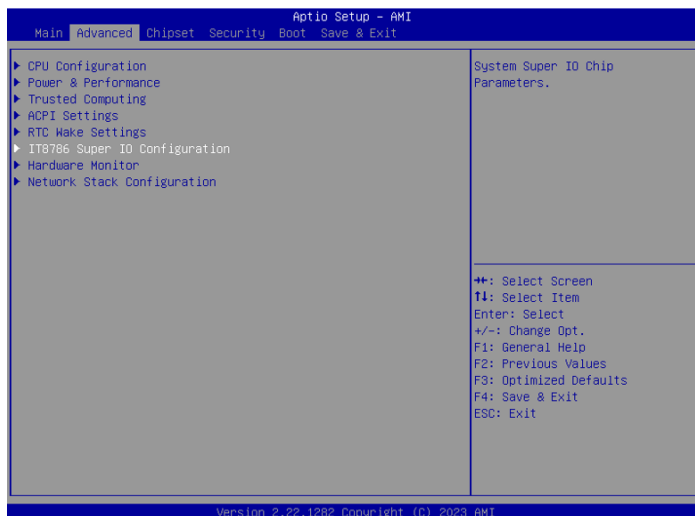 Aptio Setup – AMI
Main Advanced Chipset Security Boot Save & Exit
CPU Configuration
Power & Performance
Trusted Computing
ACPI Settings
RTC Wake Settings
IT8786 Super IO Configuration
Hardware Monitor
Network Stack Configuration
System Super IO Chip
Parameters.
→←: Select Screen
↑↓: Select Item
Enter: Select
+/-: Change Opt.
F1: General Help
F2: Previous Values
F3: Optimized Defaults
F4: Save & Exit
ESC: Exit
Version 2.22.1282 Copyright (C) 2023 AMI